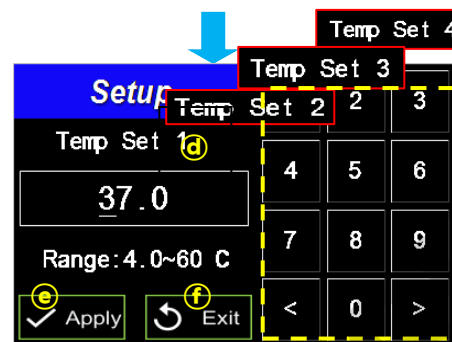 Temp Set 4
Temp Set 3
Setup
Temp Set 2
2 3
Temp Set 1
ⓓ
4 5 6
37.0
7 8 9
Range:4.0~60 C
ⓔ ⓕ
Apply Exit
< 0 >